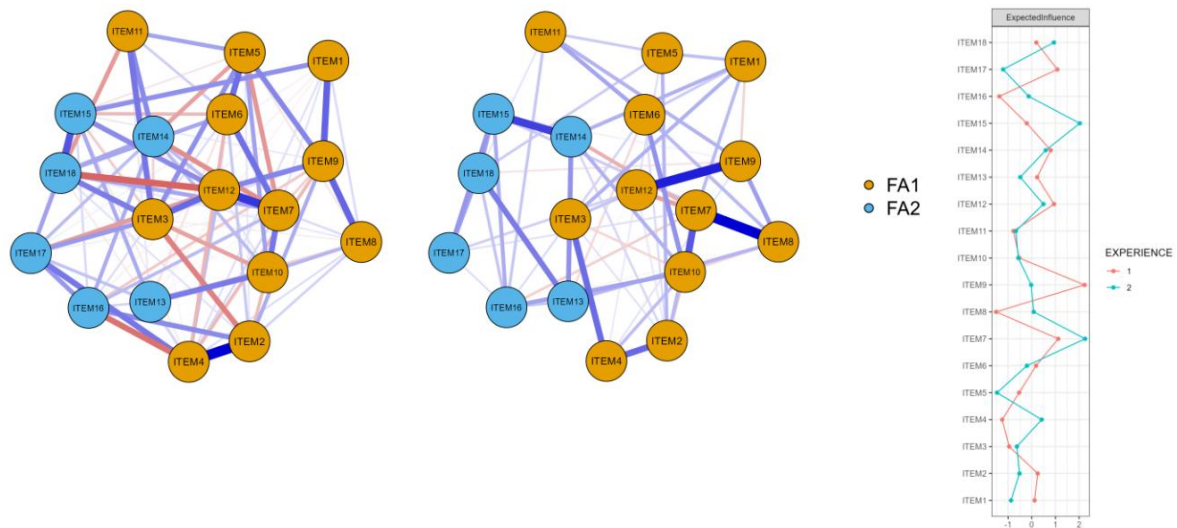 ITEM11
ITEM5
ITEM1
ITEM15
ITEM14
ITEM6
ITEM18
ITEM9
ITEM12
ITEM3
ITEM7
ITEM8
ITEM17
ITEM10
ITEM16
ITEM13
ITEM2
ITEM4
ITEM11
ITEM5
ITEM1
ITEM15
ITEM14
ITEM6
ITEM18
ITEM9
ITEM12
ITEM7
ITEM3
ITEM8
ITEM17
ITEM10
ITEM16
ITEM13
ITEM2
ITEM4
FA1
FA2
ExpectedInfluence
ITEM18
ITEM17
ITEM16
ITEM15
ITEM14
ITEM13
ITEM12
ITEM11
ITEM10
ITEM9
ITEM8
ITEM7
ITEM6
ITEM5
ITEM4
ITEM3
ITEM2
ITEM1
-1 0 1 2
EXPERIENCE
1
2